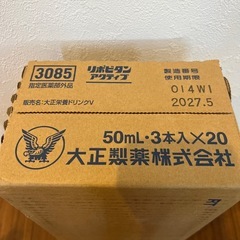 3085
指定医薬部外品
リポビタン
アクティブ
製造番号
使用期限
014W1
2027.5
販売名：大正栄養ドリンクV
50mL・3本入×20
大正製薬株式会社